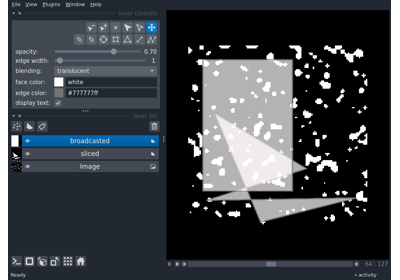 File View Plugins Window Help
layer controls
opacity: 0.70
edge width: 1
blending: translucent
face color: white
edge color: #777777ff
display text:
layer list
broadcasted
sliced
Image
64 127
activity